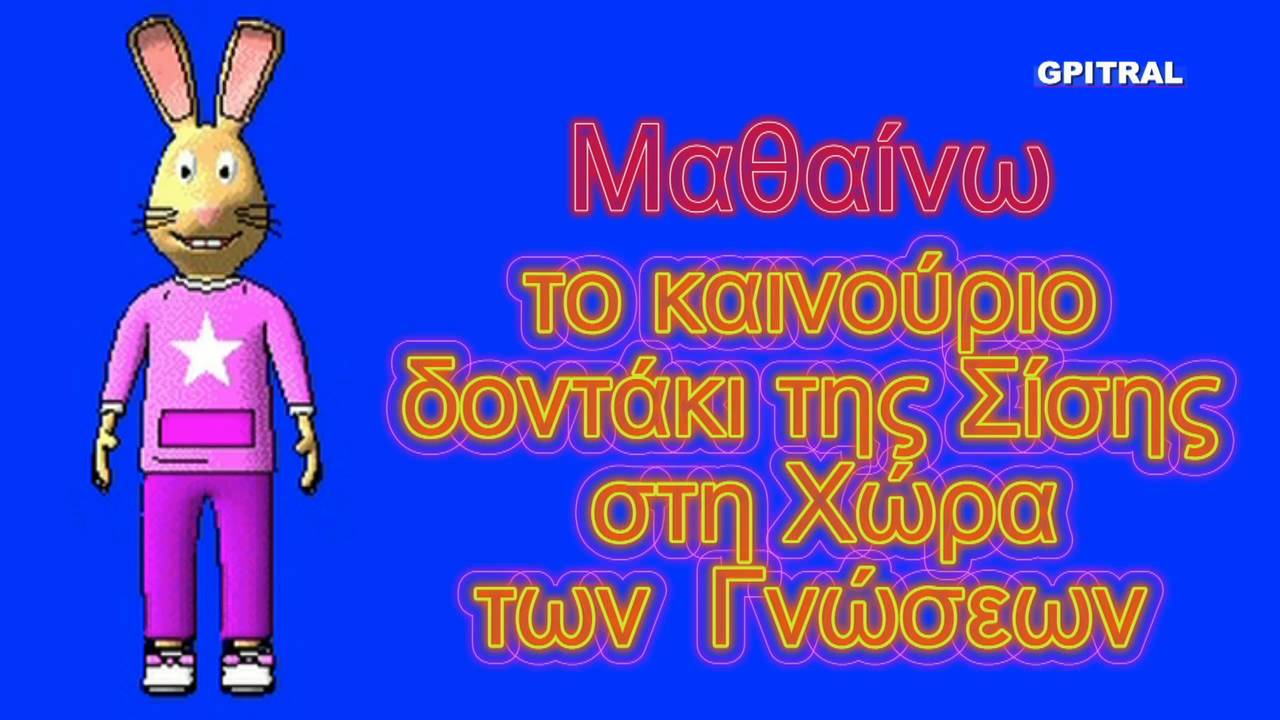 GPITRAL
Μαθαίνω
το καινούριο
δοντάκι της Σίσης
στη Χώρα
των Γνώσεων